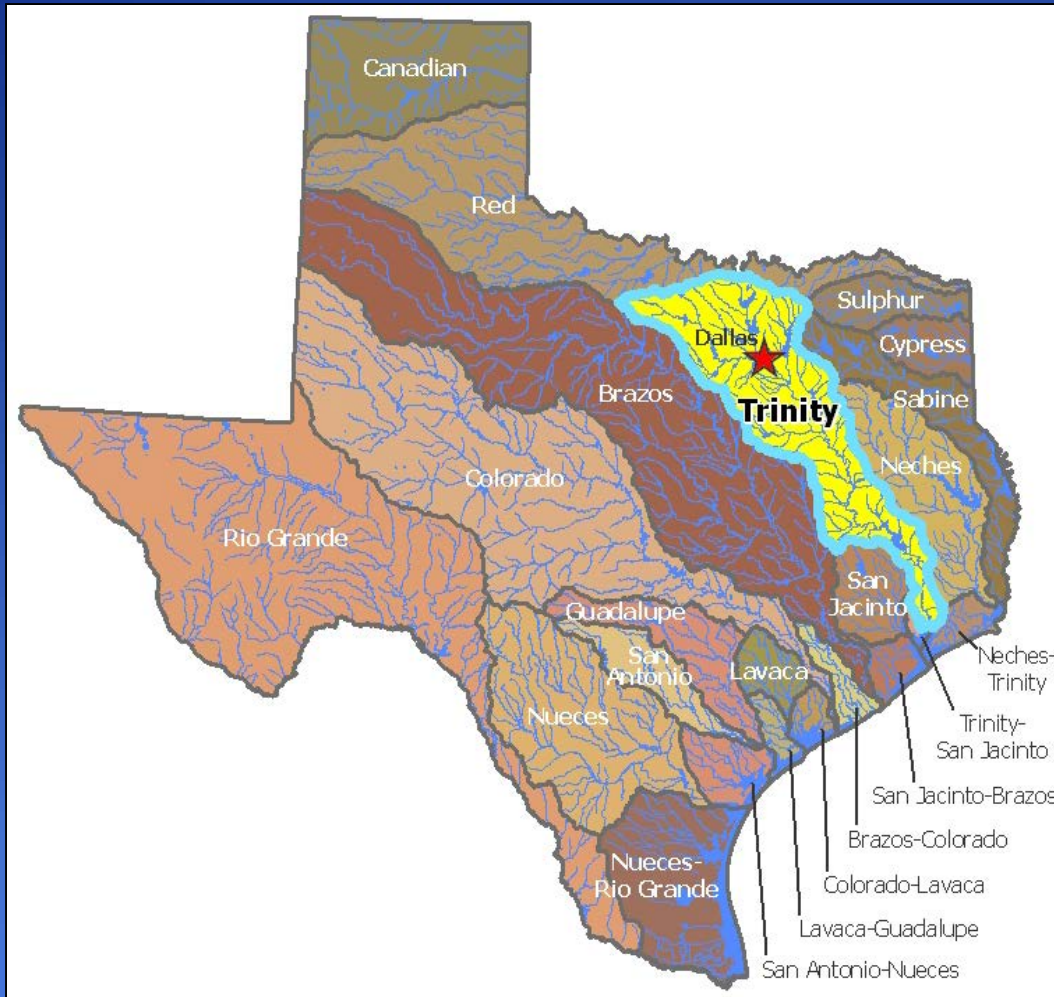 Canadian
Red
Sulphur
Dallas
Cypress
Brazos
Sabine
Trinity
Neches
Colorado
Rio Grande
San
Jacinto
Guadalupe
San
Antonio
Lavaca
Nueces
Neches-
Trinity
Trinity-
San Jacinto
San Jacinto-Brazos
Brazos-Colorado
Nueces-
Rio Grande
Colorado-Lavaca
Lavaca-Guadalupe
San Antonio-Nueces